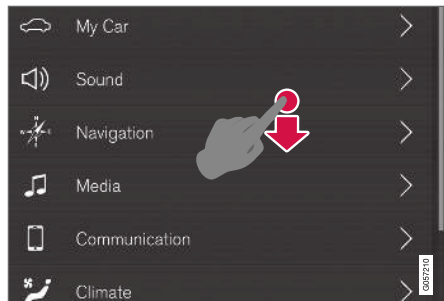 My Car
Sound
N
W E
Navigation
Media
Communication
Climate
G057210